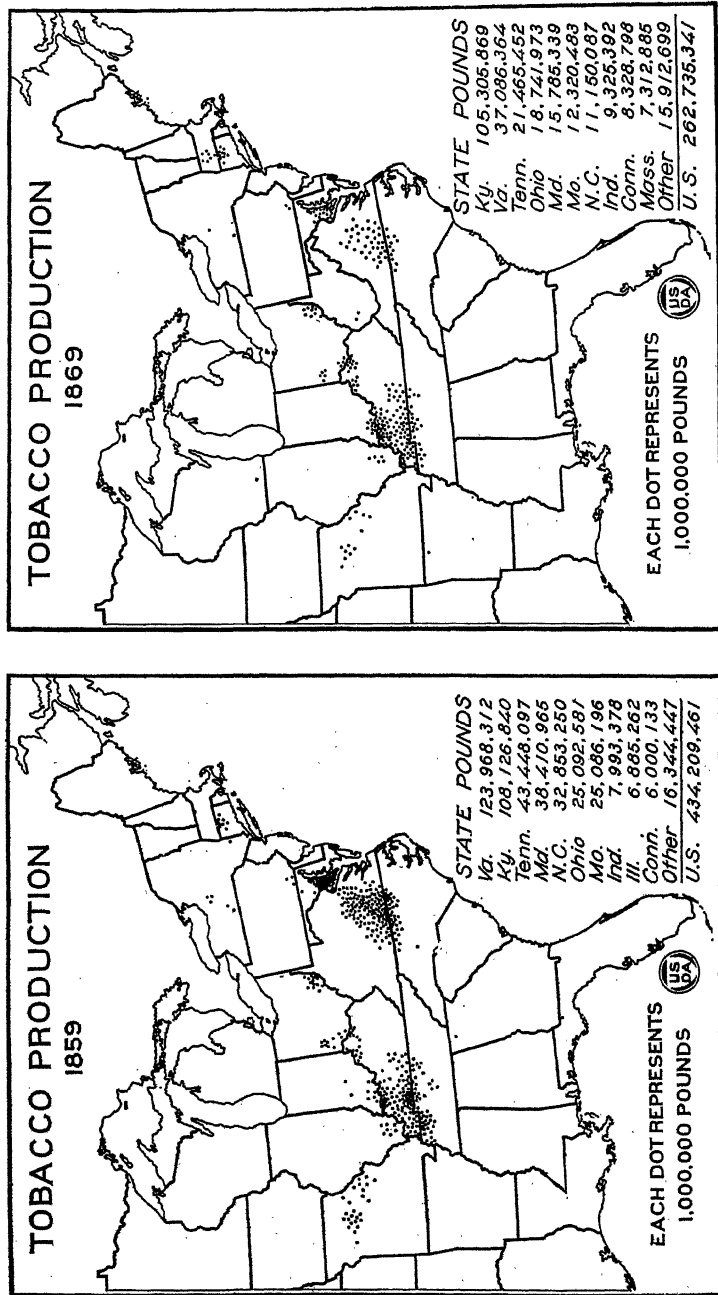 TOBACCO PRODUCTION
1859
STATE POUNDS
Va. 123,968,312
Ky. 108,126,840
Tenn. 43,448,097
Md. 38,410,965
N.C. 32,853,250
Ohio 25,092,581
Mo. 25,086,196
Ind. 7,993,378
Ill. 6,885,262
Conn. 6,000,133
Other 16,344,447
U.S. 434,209,461
EACH DOT REPRESENTS
1,000,000 POUNDS
US
DA
TOBACCO PRODUCTION
1869
STATE POUNDS
Ky. 105,305,869
Va. 37,086,364
Tenn. 21,465,452
Ohio 18,741,973
Md. 15,785,339
Mo. 12,320,483
N.C. 11,150,087
Ind. 9,325,392
Conn. 8,328,798
Mass. 7,312,885
Other 15,912,699
U.S. 262,735,341
EACH DOT REPRESENTS
1,000,000 POUNDS
US
DA